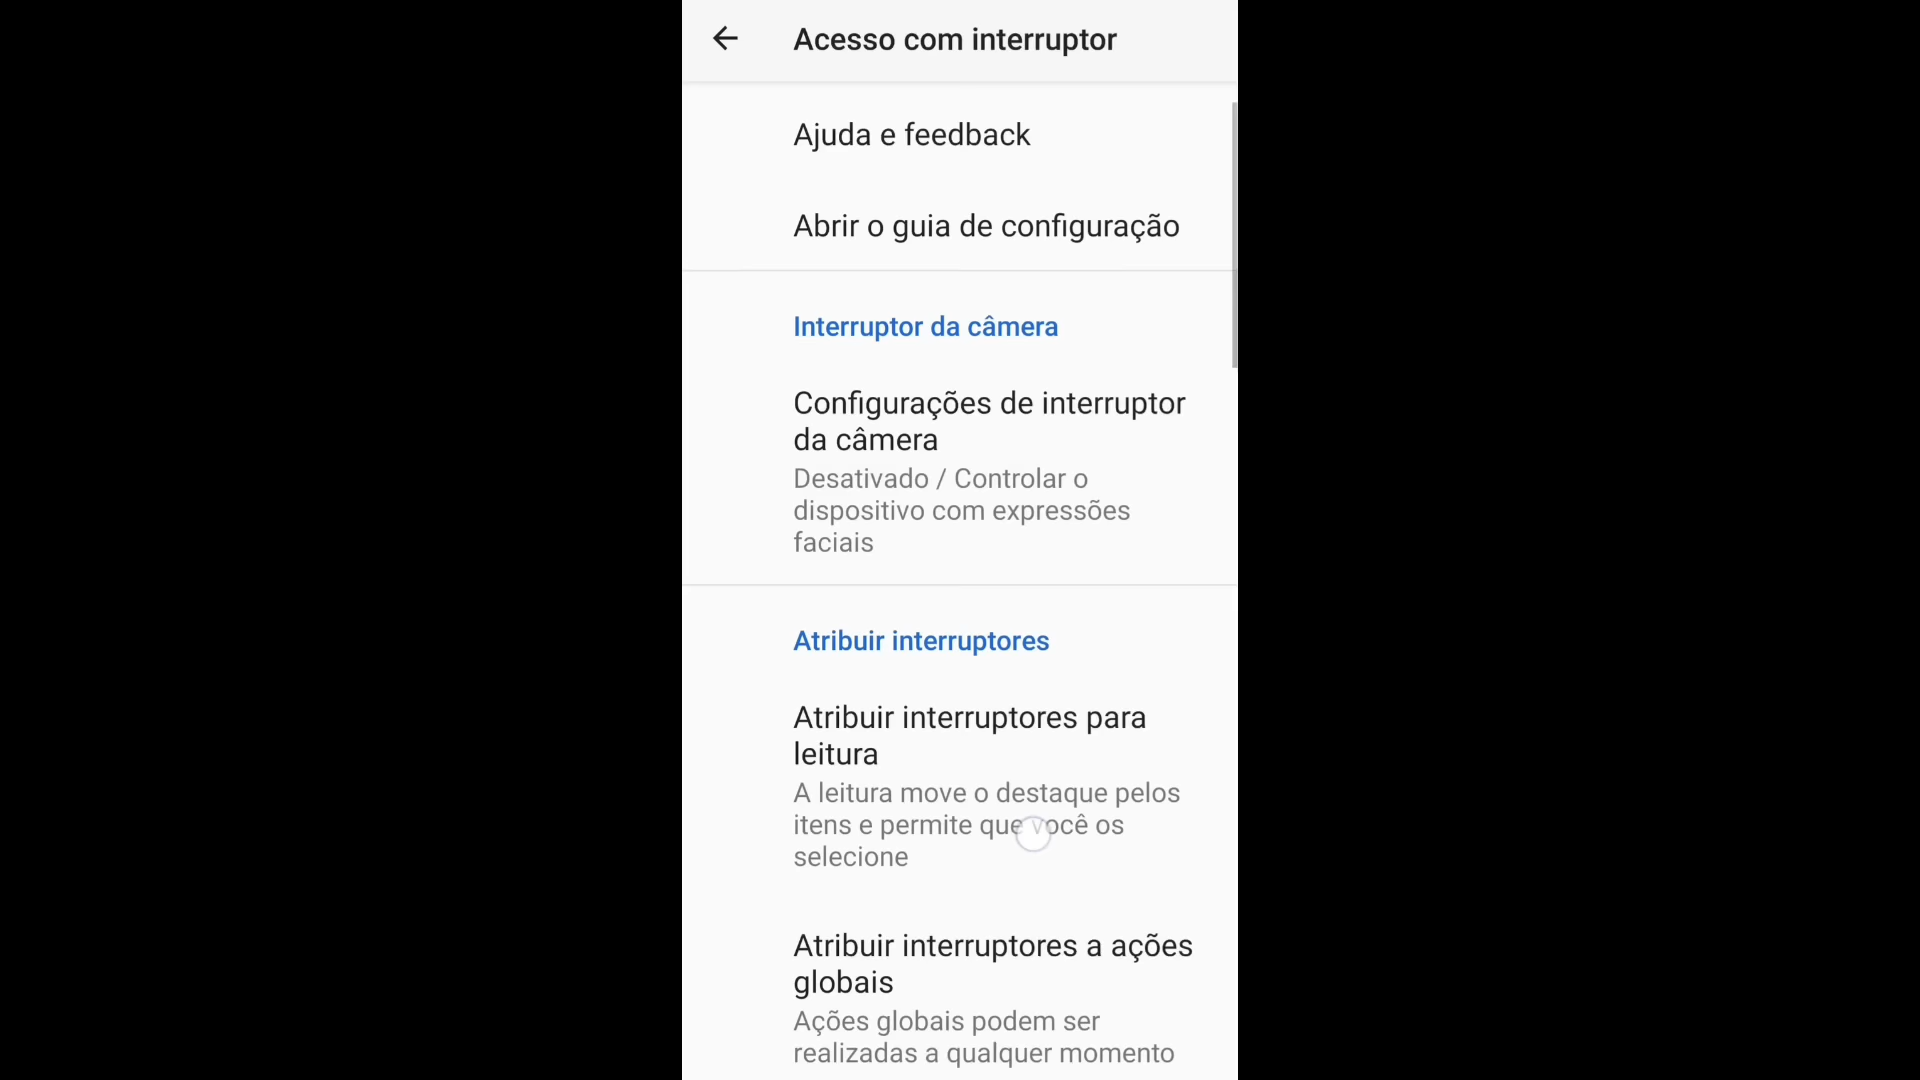 Acesso com interruptor
Ajuda e feedback
Abrir o guia de configuração
Interruptor da câmera
Configurações de interruptor
da câmera
Desativado / Controlar o
dispositivo com expressões
faciais
Atribuir interruptores
Atribuir interruptores para
leitura
A leitura move o destaque pelos
itens e permite que você os
selecione
Atribuir interruptores a ações
globais
Ações globais podem ser
realizadas a qualquer momento